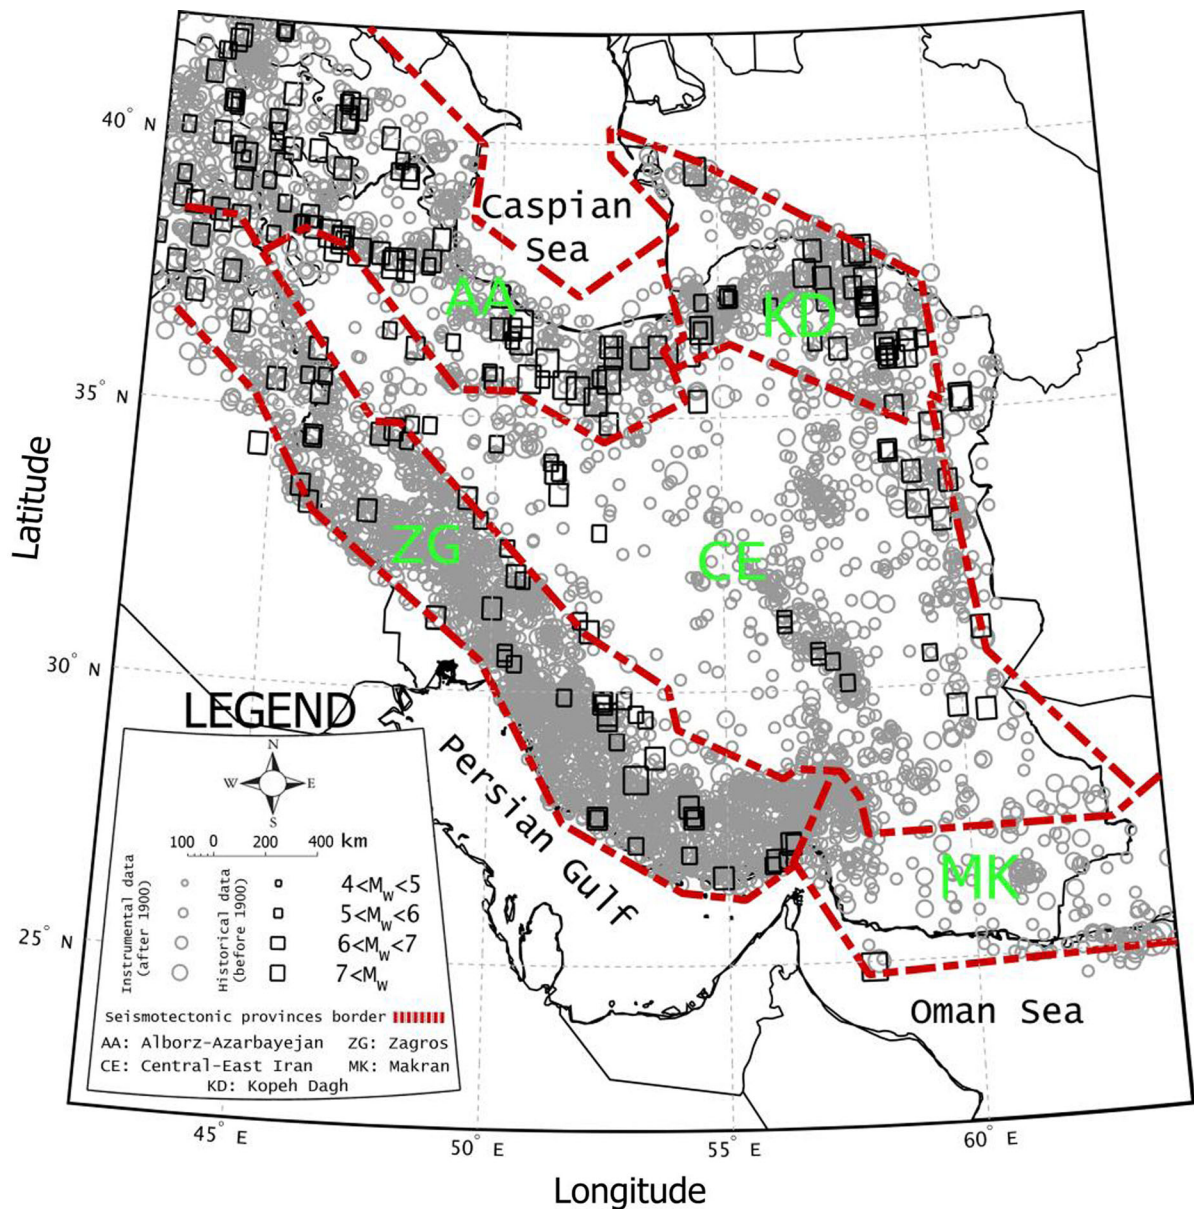 40° N
35° N
30° N
25° N
Latitude
45° E
50° E
55° E
60° E
Longitude
Caspian
Sea
AA
KD
ZG
CE
MK
Persian Gulf
Oman Sea
LEGEND
N
W E
S
100 0 200 400 km
Instrumental data
(after 1900)
Historical data
(before 1900)
4<Mw<5
5<Mw<6
6<Mw<7
7<Mw
Seismotectonic provinces border
AA: Alborz-Azarbayejan ZG: Zagros
CE: Central-East Iran MK: Makran
KD: Kopeh Dagh